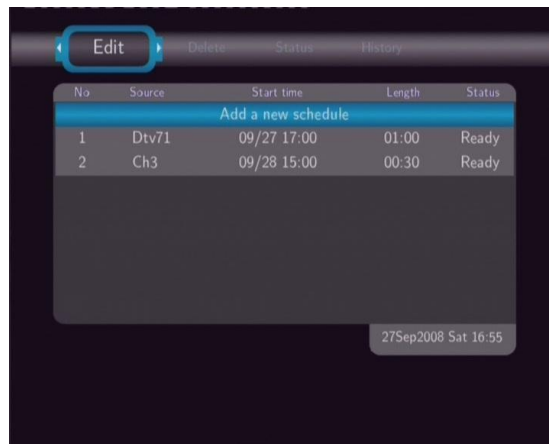 Edit Delete Status History
No Source Start time Length Status
Add a new schedule
1 Dtv71 09/27 17:00 01:00 Ready
2 Ch3 09/28 15:00 00:30 Ready
27Sep2008 Sat 16:55